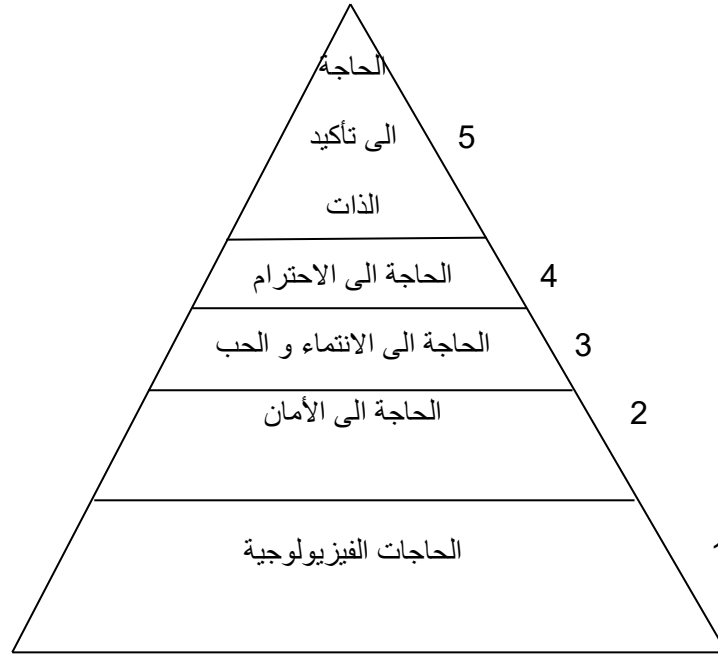 الحاجة
الى تأكيد 5
الذات
الحاجة الى الاحترام 4
الحاجة الى الانتماء و الحب 3
الحاجة الى الأمان 2
الحاجات الفيزيولوجية